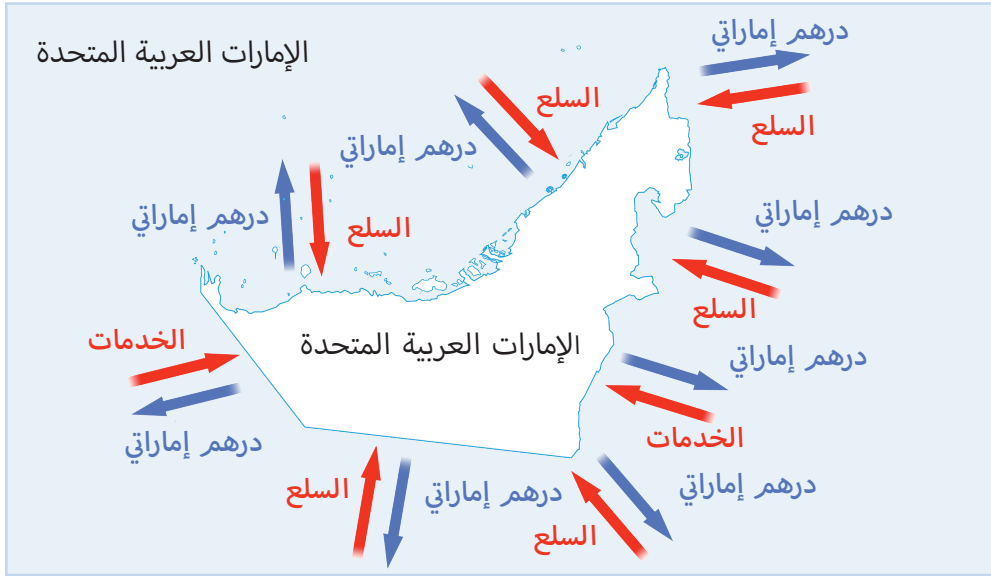 الإمارات العربية المتحدة
درهم إماراتي
السلع
السلع
درهم إماراتي
درهم إماراتي
السلع
درهم إماراتي
السلع
الخدمات
الإمارات العربية المتحدة
درهم إماراتي
درهم إماراتي
الخدمات
السلع
درهم إماراتي
درهم إماراتي
السلع